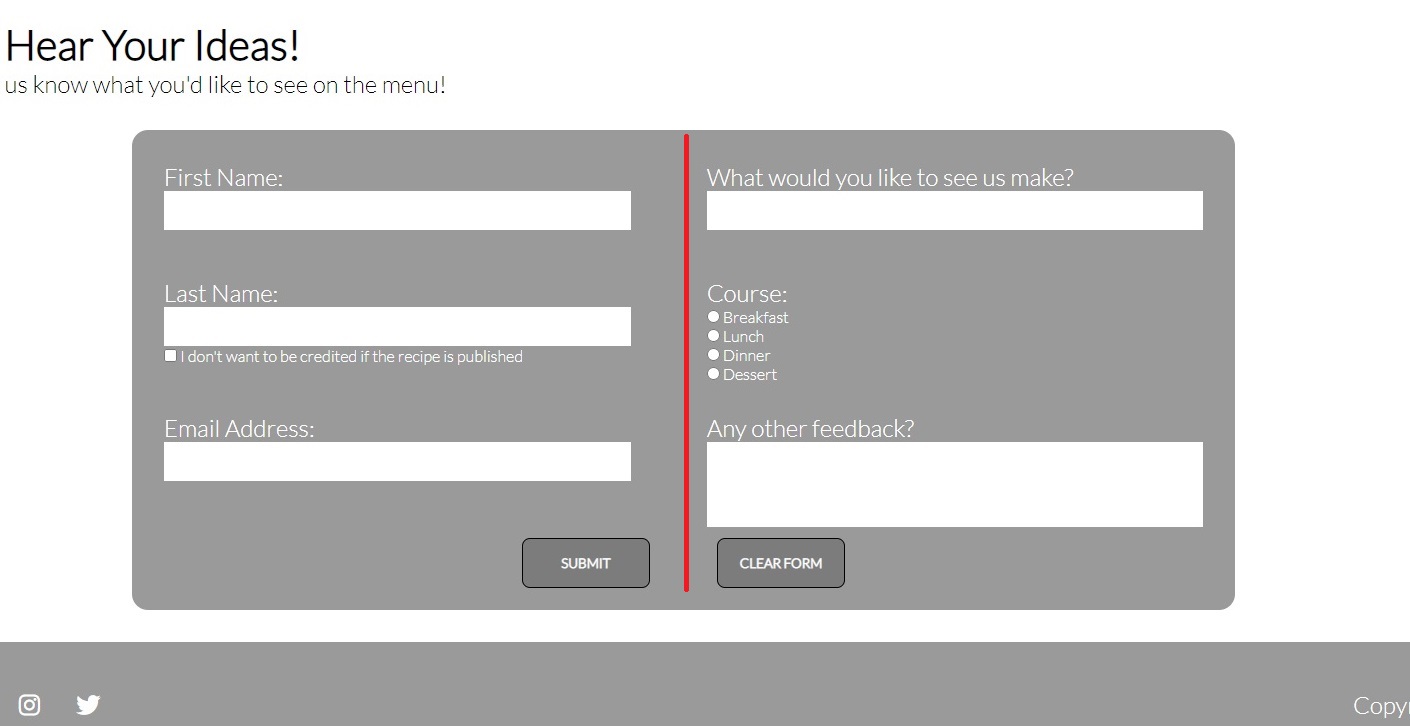 Hear Your Ideas!
us know what you'd like to see on the menu!
First Name:
Last Name:
I don't want to be credited if the recipe is published
Email Address:
SUBMIT
What would you like to see us make?
Course:
Breakfast
Lunch
Dinner
Dessert
Any other feedback?
CLEAR FORM